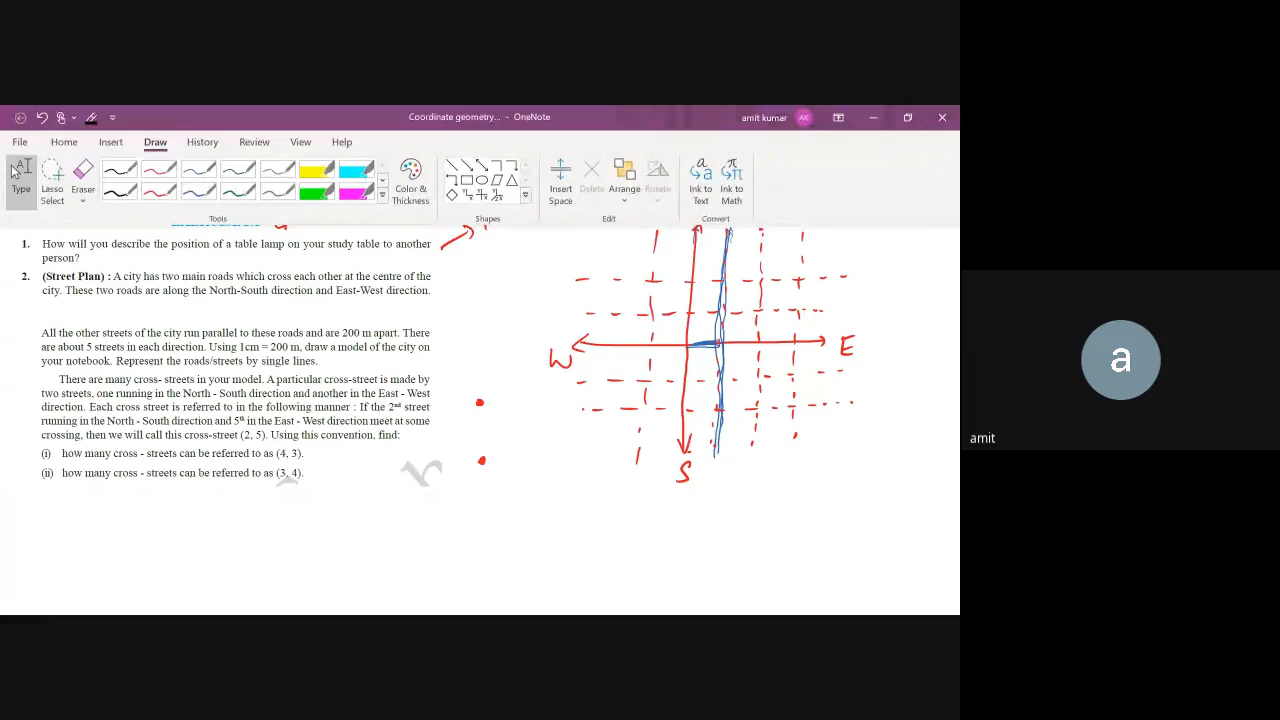 Coordinate geometry... - OneNote
amit kumar AK
File Home Insert Draw History Review View Help
Type
Lasso Select
Eraser
Color & Thickness
Insert Space
Delete
Arrange
Rotate
Ink to Text
Ink to Math
Tools Shapes Edit Convert
1. How will you describe the position of a table lamp on your study table to another
person?
2. (Street Plan) : A city has two main roads which cross each other at the centre of the
city. These two roads are along the North-South direction and East-West direction.
All the other streets of the city run parallel to these roads and are 200 m apart. There
are about 5 streets in each direction. Using 1cm = 200 m, draw a model of the city on
your notebook. Represent the roads/streets by single lines.
There are many cross- streets in your model. A particular cross-street is made by
two streets, one running in the North - South direction and another in the East - West
direction. Each cross street is referred to in the following manner : If the 2nd street
running in the North - South direction and 5th in the East - West direction meet at some
crossing, then we will call this cross-street (2, 5). Using this convention, find:
(i) how many cross - streets can be referred to as (4, 3).
(ii) how many cross - streets can be referred to as (3, 4).
W
E
S
a
amit